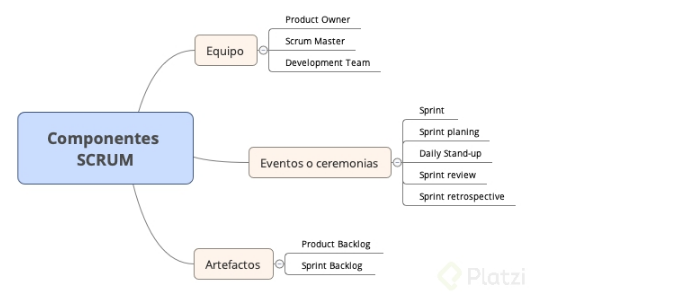 Componentes
SCRUM
Equipo
Product Owner
Scrum Master
Development Team
Eventos o ceremonias
Sprint
Sprint planing
Daily Stand-up
Sprint review
Sprint retrospective
Artefactos
Product Backlog
Sprint Backlog
Platzi